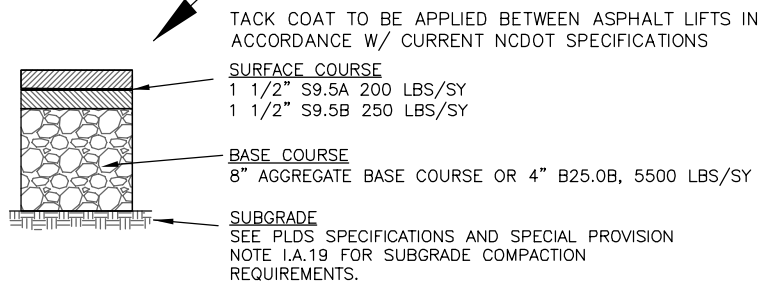 TACK COAT TO BE APPLIED BETWEEN ASPHALT LIFTS IN
ACCORDANCE W/ CURRENT NCDOT SPECIFICATIONS
SURFACE COURSE
1 1/2" S9.5A 200 LBS/SY
1 1/2" S9.5B 250 LBS/SY
BASE COURSE
8" AGGREGATE BASE COURSE OR 4" B25.0B, 5500 LBS/SY
SUBGRADE
SEE PLDS SPECIFICATIONS AND SPECIAL PROVISION
NOTE I.A.19 FOR SUBGRADE COMPACTION
REQUIREMENTS.